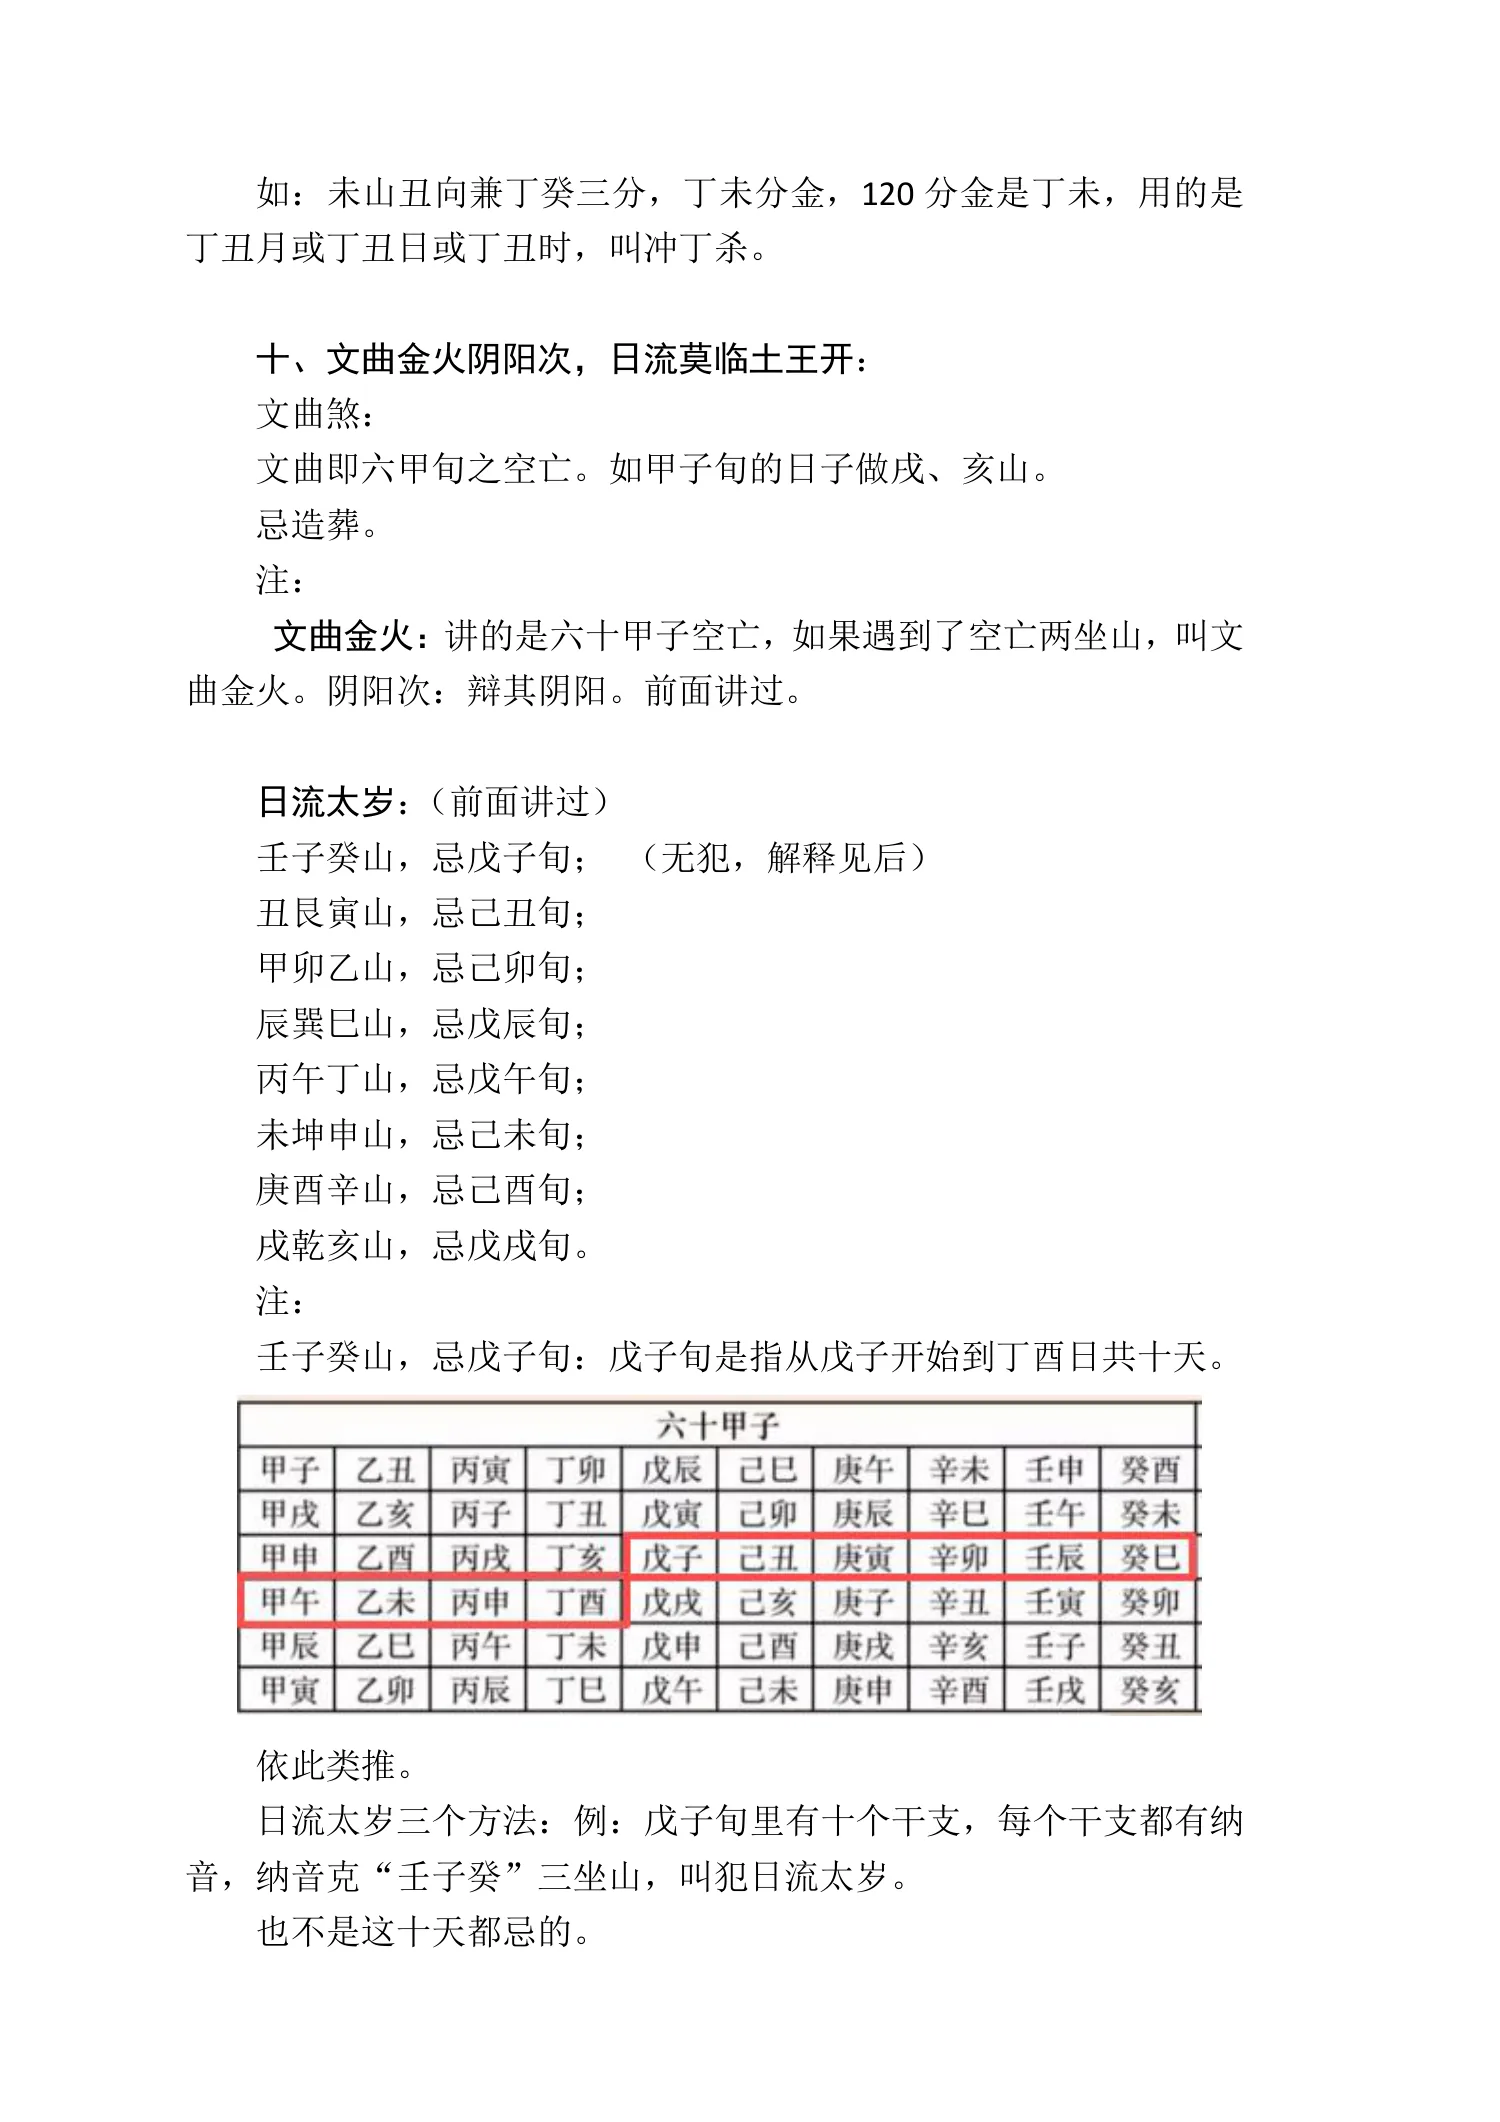 如：未山丑向兼丁癸三分，丁未分金，120 分金是丁未，用的是
丁丑月或丁丑日或丁丑时，叫冲丁杀。
十、文曲金火阴阳次，日流莫临土王开：
文曲煞：
文曲即六甲旬之空亡。如甲子旬的日子做戌、亥山。
忌造葬。
注：
文曲金火：讲的是六十甲子空亡，如果遇到了空亡两坐山，叫文
曲金火。阴阳次：辩其阴阳。前面讲过。
日流太岁：（前面讲过）
壬子癸山，忌戊子旬； （无犯，解释见后）
丑艮寅山，忌己丑旬；
甲卯乙山，忌己卯旬；
辰巽巳山，忌戊辰旬；
丙午丁山，忌戊午旬；
未坤申山，忌己未旬；
庚酉辛山，忌己酉旬；
戌乾亥山，忌戊戌旬。
注：
壬子癸山，忌戊子旬：戊子旬是指从戊子开始到丁酉日共十天。
六十甲子
甲子 乙丑 丙寅 丁卯 戊辰 己巳 庚午 辛未 壬申 癸酉
甲戌 乙亥 丙子 丁丑 戊寅 己卯 庚辰 辛巳 壬午 癸未
甲申 乙酉 丙戌 丁亥 戊子 己丑 庚寅 辛卯 壬辰 癸巳
甲午 乙未 丙申 丁酉 戊戌 己亥 庚子 辛丑 壬寅 癸卯
甲辰 乙巳 丙午 丁未 戊申 己酉 庚戌 辛亥 壬子 癸丑
甲寅 乙卯 丙辰 丁巳 戊午 己未 庚申 辛酉 壬戌 癸亥
依此类推。
日流太岁三个方法：例：戊子旬里有十个干支，每个干支都有纳
音，纳音克“壬子癸”三坐山，叫犯日流太岁。
也不是这十天都忌的。